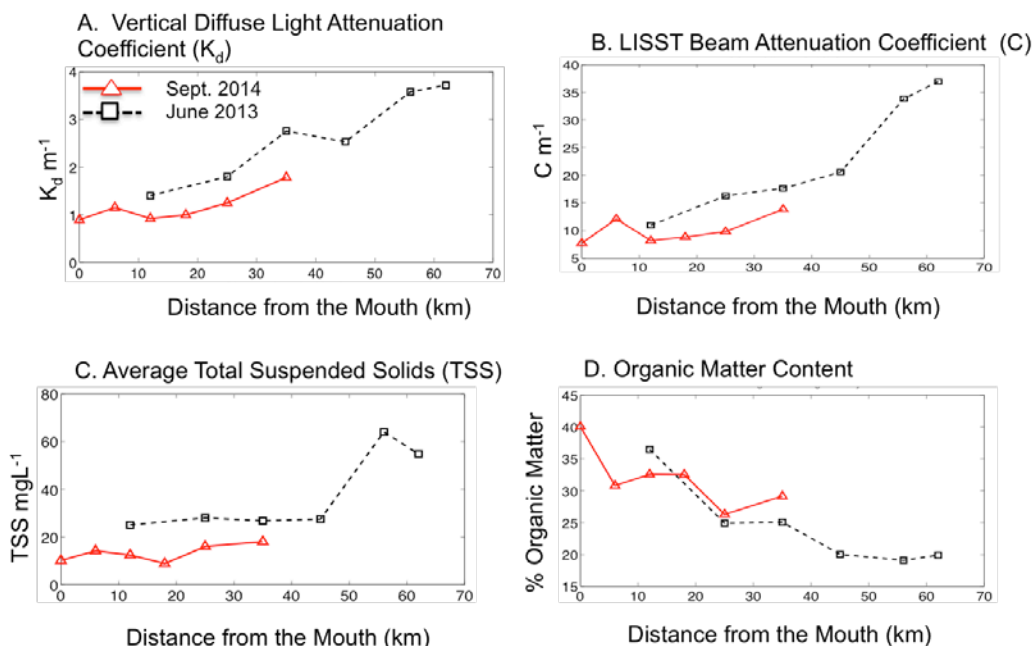 A. Vertical Diffuse Light Attenuation
Coefficient (Kd)
Sept. 2014
June 2013
Kd m-1
4
3
2
1
0
0 10 20 30 40 50 60 70
Distance from the Mouth (km)
B. LISST Beam Attenuation Coefficient (C)
C m-1
40
35
30
25
20
15
10
5
0 10 20 30 40 50 60 70
Distance from the Mouth (km)
C. Average Total Suspended Solids (TSS)
TSS mgL-1
80
60
40
20
0
0 10 20 30 40 50 60 70
Distance from the Mouth (km)
D. Organic Matter Content
% Organic Matter
45
40
35
30
25
20
15
0 10 20 30 40 50 60 70
Distance from the Mouth (km)